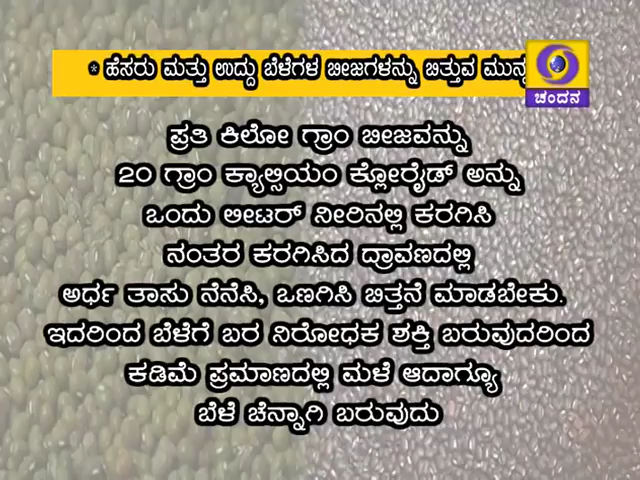 * ಹೆಸರು ಮತ್ತು ಉದ್ದು ಬೆಳೆಗಳ ಬೀಜಗಳನ್ನು ಬಿತ್ತುವ ಮುನ್ನ
ಚಂದನ
ಪ್ರತಿ ಕಿಲೋ ಗ್ರಾಂ ಬೀಜವನ್ನು
20 ಗ್ರಾಂ ಕ್ಯಾಲ್ಸಿಯಂ ಕ್ಲೋರೈಡ್ ಅನ್ನು
ಒಂದು ಲೀಟರ್ ನೀರಿನಲ್ಲಿ ಕರಗಿಸಿ
ನಂತರ ಕರಗಿಸಿದ ದ್ರಾವಣದಲ್ಲಿ
ಅರ್ಧ ತಾಸು ನೆನೆಸಿ, ಒಣಗಿಸಿ ಬಿತ್ತನೆ ಮಾಡಬೇಕು.
ಇದರಿಂದ ಬೆಳೆಗೆ ಬರ ನಿರೋಧಕ ಶಕ್ತಿ ಬರುವುದರಿಂದ
ಕಡಿಮೆ ಪ್ರಮಾಣದಲ್ಲಿ ಮಳೆ ಆದಾಗ್ಯೂ
ಬೆಳೆ ಚೆನ್ನಾಗಿ ಬರುವುದು